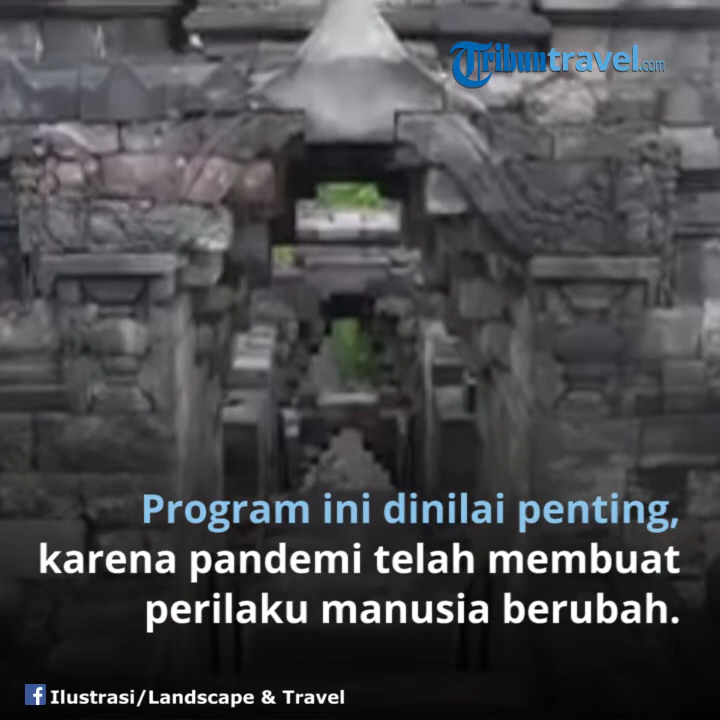 Tribuntravel.com
Program ini dinilai penting,
karena pandemi telah membuat
perilaku manusia berubah.
Ilustrasi/Landscape & Travel